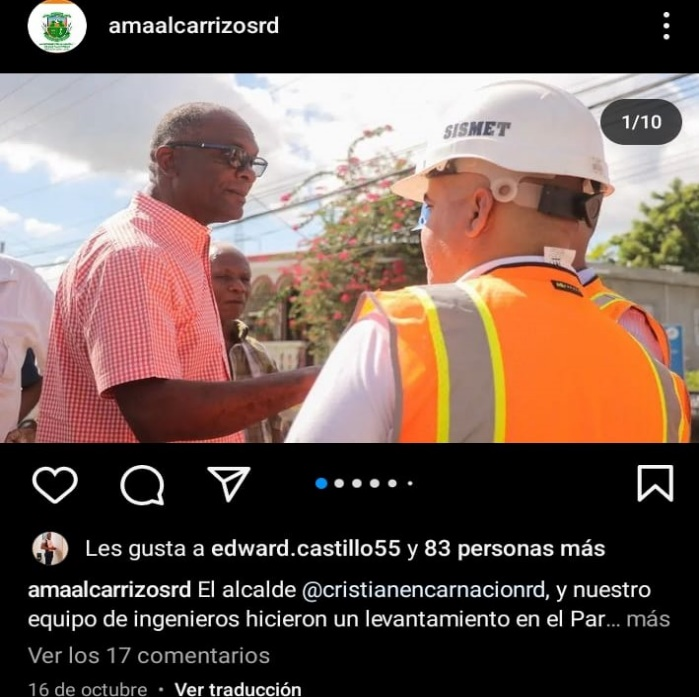 amaalcarrizosrd
1/10
SISMET
Les gusta a edward.castillo55 y 83 personas más
amaalcarrizosrd El alcalde @cristianencarnacionrd, y nuestro
equipo de ingenieros hicieron un levantamiento en el Par... más
Ver los 17 comentarios
16 de octubre • Ver traducción